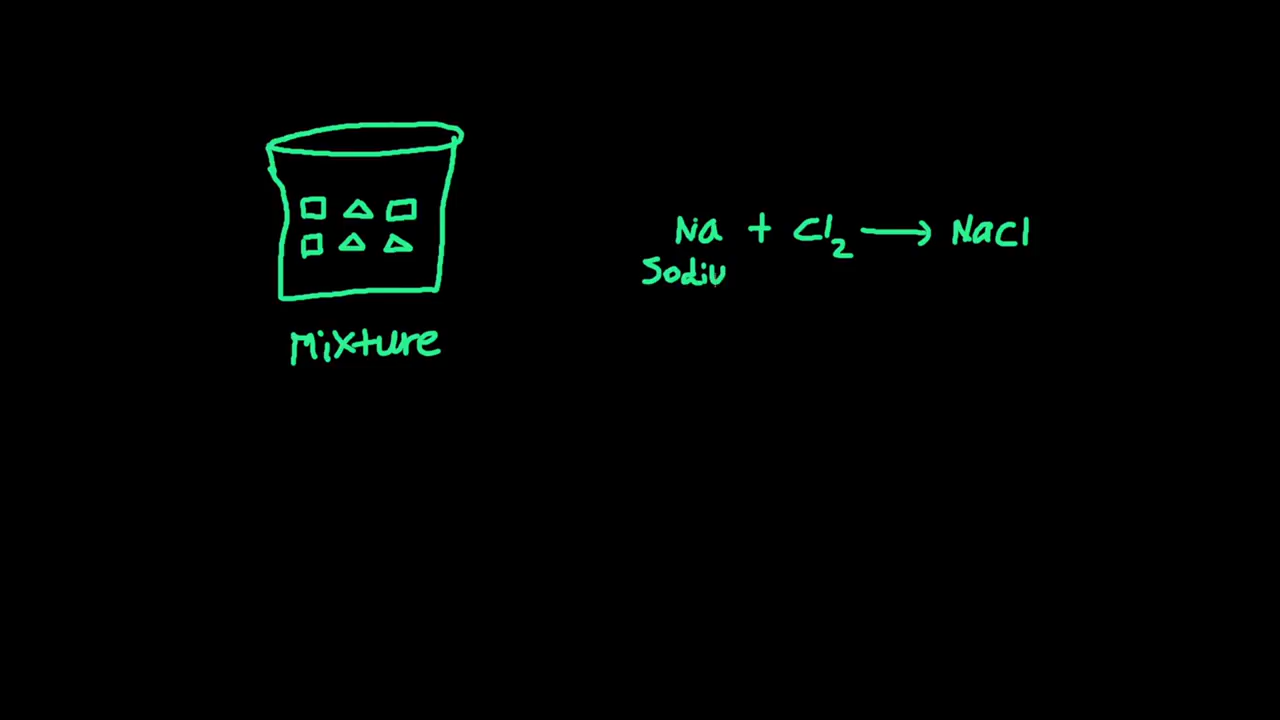 Na + Cl₂ ⟶ NaCl
Sodiu
Mixture